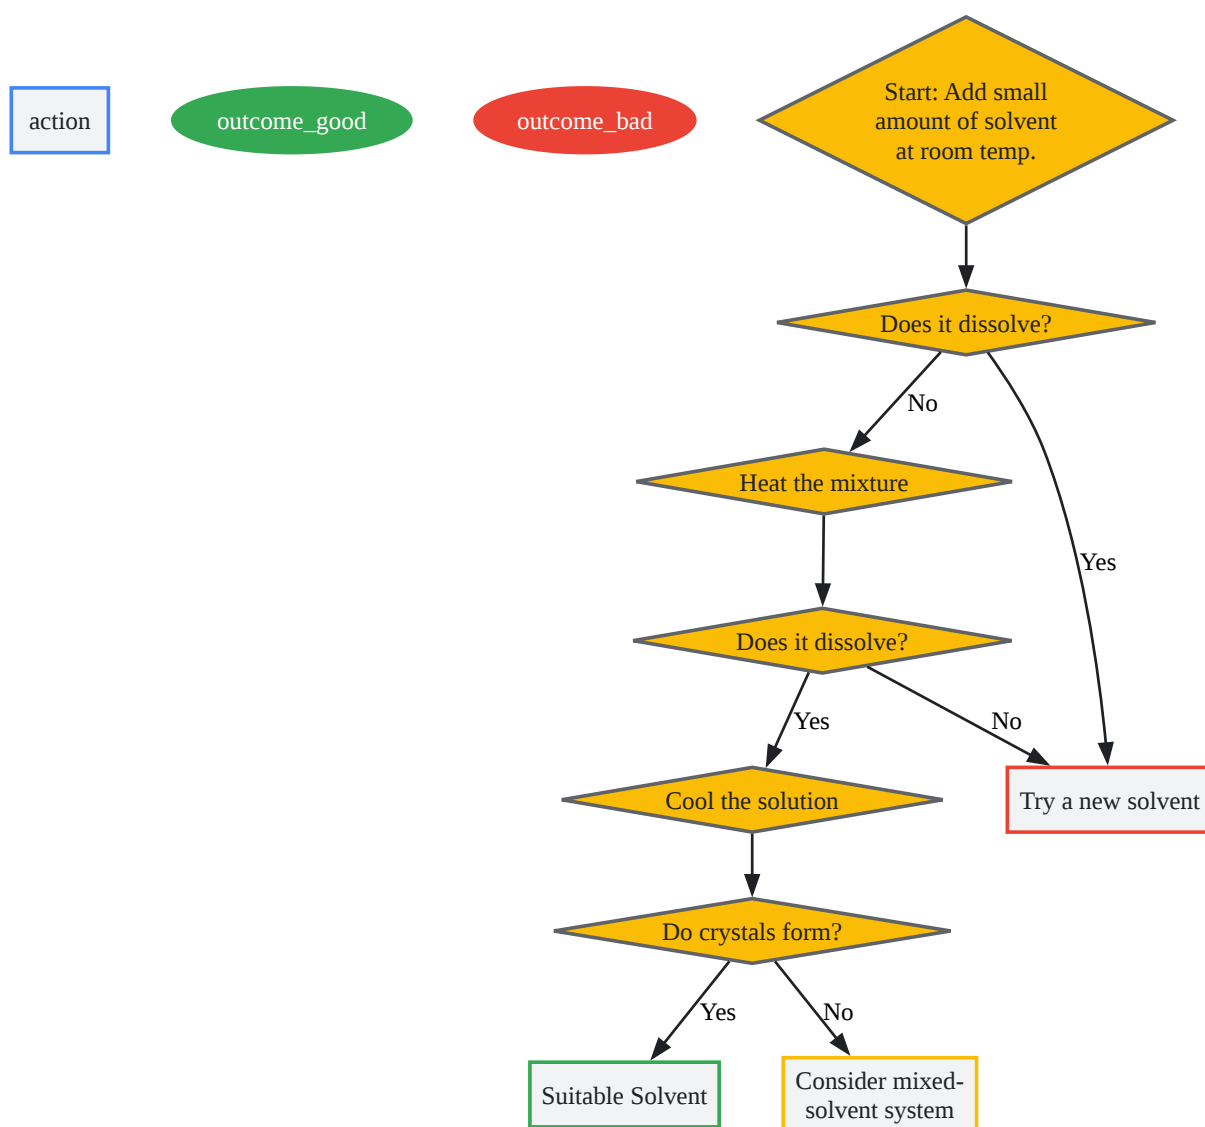 action
outcome_good
outcome_bad
Start: Add small
amount of solvent
at room temp.
Does it dissolve?
No
Heat the mixture
Yes
Does it dissolve?
Yes
No
Cool the solution
Try a new solvent
Do crystals form?
Yes
No
Suitable Solvent
Consider mixed-
solvent system